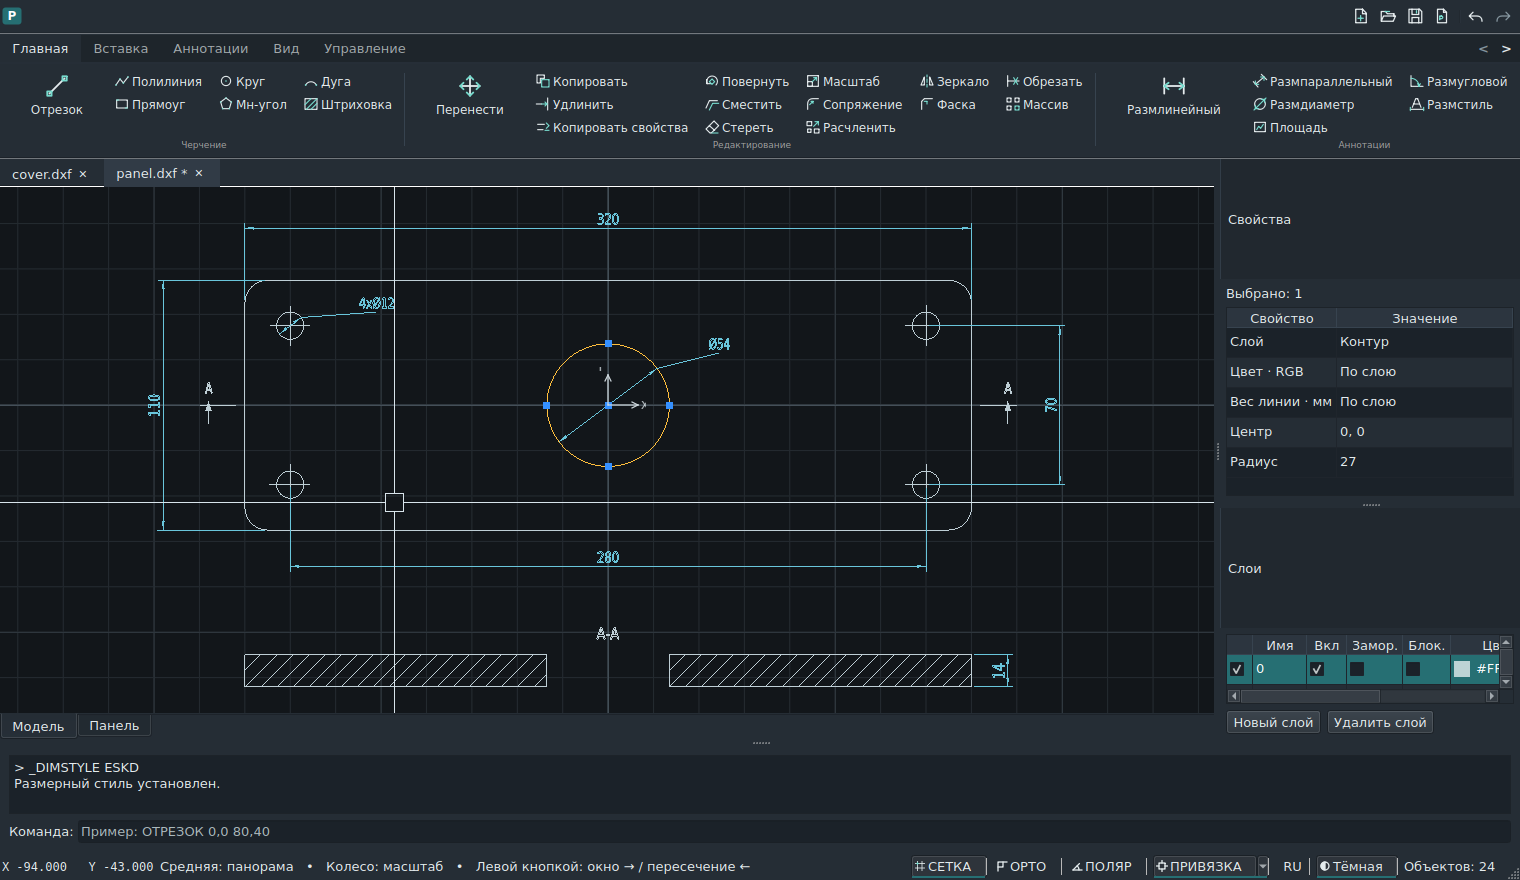 P
Главная Вставка Аннотации Вид Управление < >
Отрезок
Полилиния Круг Дуга
Прямоуг Мн-угол Штриховка
Черчение
Перенести
Копировать Повернуть Масштаб Зеркало Обрезать
Удлинить Сместить Сопряжение Фаска Массив
Копировать свойства Стереть Расчленить
Редактирование
Размлинейный
Размпараллельный Размугловой
Размдиаметр Размстиль
Площадь
Аннотации
cover.dxf × panel.dxf * ×
320
4xØ12
Ø54
A A
110
70
X
280
A-A
14
Свойства
Выбрано: 1
Свойство Значение
Слой Контур
Цвет · RGB По слою
Вес линии · мм По слою
Центр 0, 0
Радиус 27
Слои
Имя Вкл Замор. Блок. Цв
0 #FF
Новый слой Удалить слой
Модель Панель
> _DIMSTYLE ESKD
Размерный стиль установлен.
Команда: Пример: ОТРЕЗОК 0,0 80,40
X -94.000 Y -43.000 Средняя: панорама • Колесо: масштаб • Левой кнопкой: окно → / пересечение ← СЕТКА ОРТО ПОЛЯР ПРИВЯЗКА RU Тёмная Объектов: 24